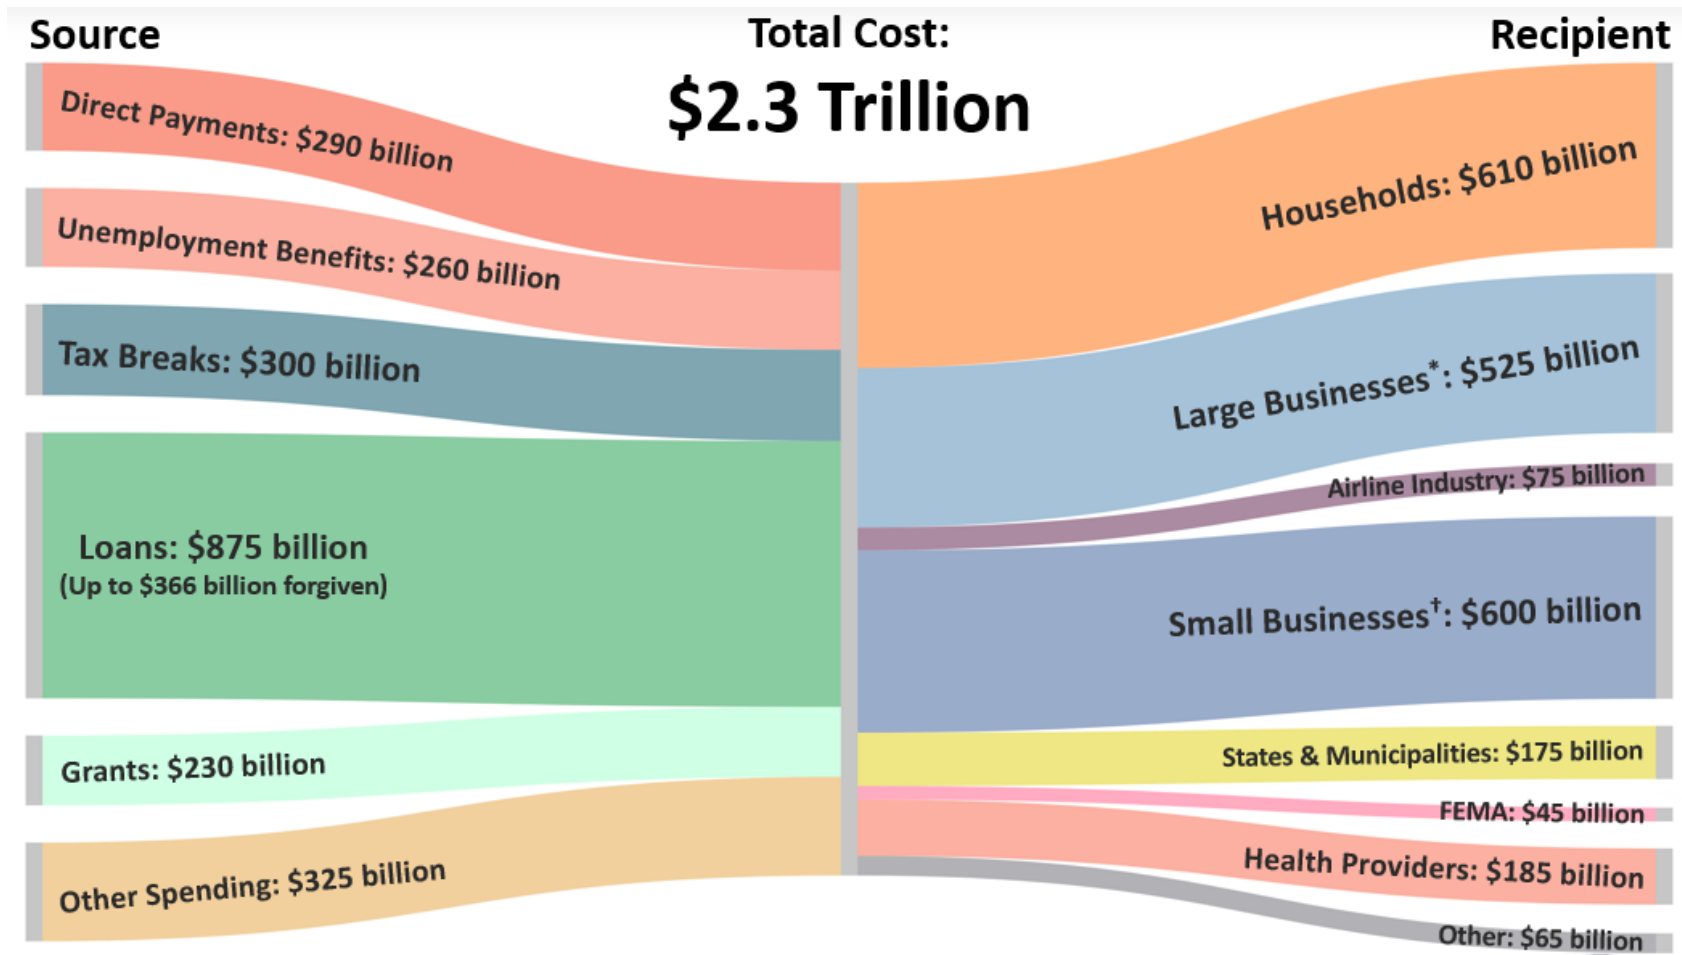 Source
Total Cost:
$2.3 Trillion
Recipient
Direct Payments: $290 billion
Unemployment Benefits: $260 billion
Tax Breaks: $300 billion
Loans: $875 billion
(Up to $366 billion forgiven)
Grants: $230 billion
Other Spending: $325 billion
Households: $610 billion
Large Businesses*: $525 billion
Airline Industry: $75 billion
Small Businesses†: $600 billion
States & Municipalities: $175 billion
FEMA: $45 billion
Health Providers: $185 billion
Other: $65 billion